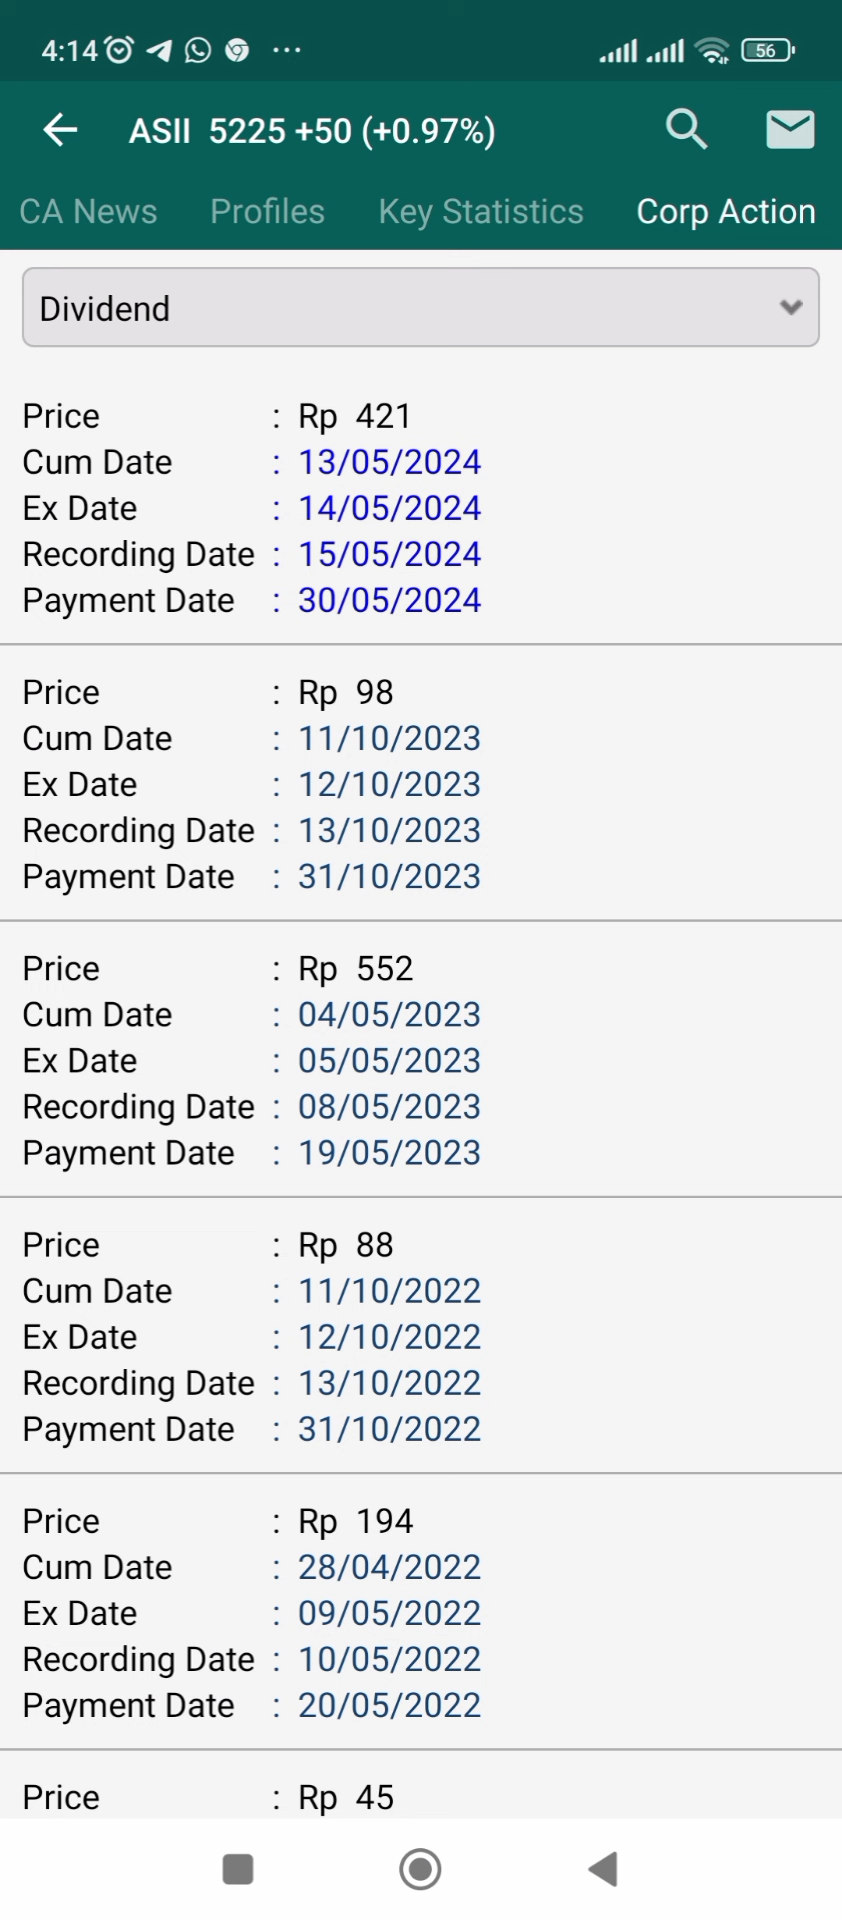 4:14 ... 56
ASII 5225 +50 (+0.97%)
CA News Profiles Key Statistics Corp Action
Dividend
Price : Rp 421
Cum Date : 13/05/2024
Ex Date : 14/05/2024
Recording Date : 15/05/2024
Payment Date : 30/05/2024
Price : Rp 98
Cum Date : 11/10/2023
Ex Date : 12/10/2023
Recording Date : 13/10/2023
Payment Date : 31/10/2023
Price : Rp 552
Cum Date : 04/05/2023
Ex Date : 05/05/2023
Recording Date : 08/05/2023
Payment Date : 19/05/2023
Price : Rp 88
Cum Date : 11/10/2022
Ex Date : 12/10/2022
Recording Date : 13/10/2022
Payment Date : 31/10/2022
Price : Rp 194
Cum Date : 28/04/2022
Ex Date : 09/05/2022
Recording Date : 10/05/2022
Payment Date : 20/05/2022
Price : Rp 45